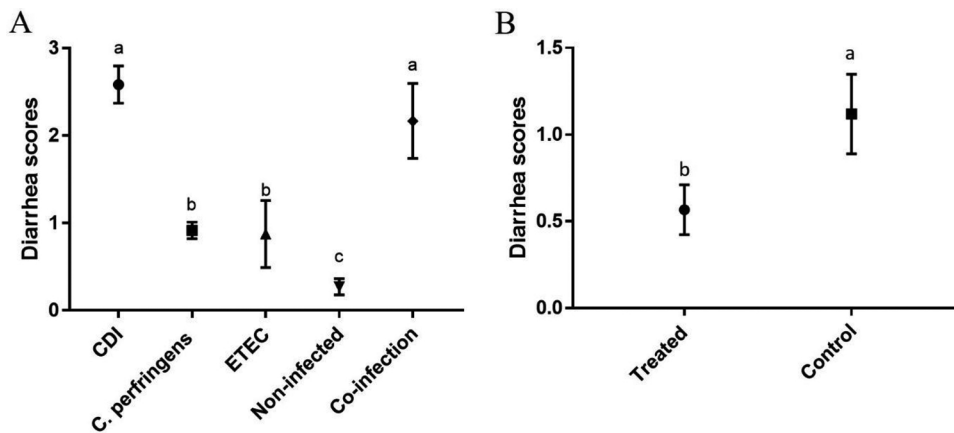 A
Diarrhea scores
3
2
1
0
a
b
b
c
a
CDI
C. perfringens
ETEC
Non-infected
Co-infection
B
Diarrhea scores
1.5
1.0
0.5
0.0
b
a
Treated
Control